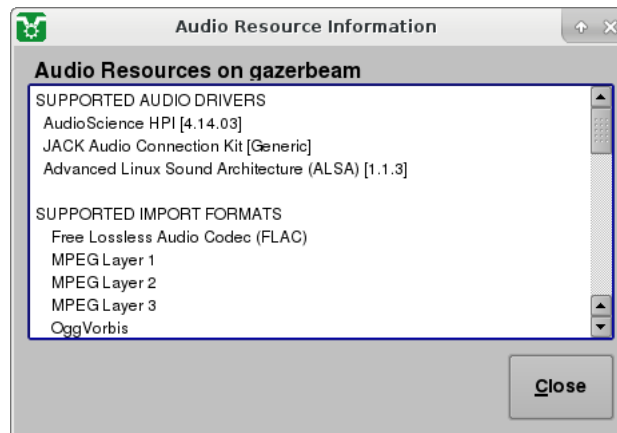 Audio Resource Information
Audio Resources on gazerbeam
SUPPORTED AUDIO DRIVERS
AudioScience HPI [4.14.03]
JACK Audio Connection Kit [Generic]
Advanced Linux Sound Architecture (ALSA) [1.1.3]
SUPPORTED IMPORT FORMATS
Free Lossless Audio Codec (FLAC)
MPEG Layer 1
MPEG Layer 2
MPEG Layer 3
OggVorbis
Close